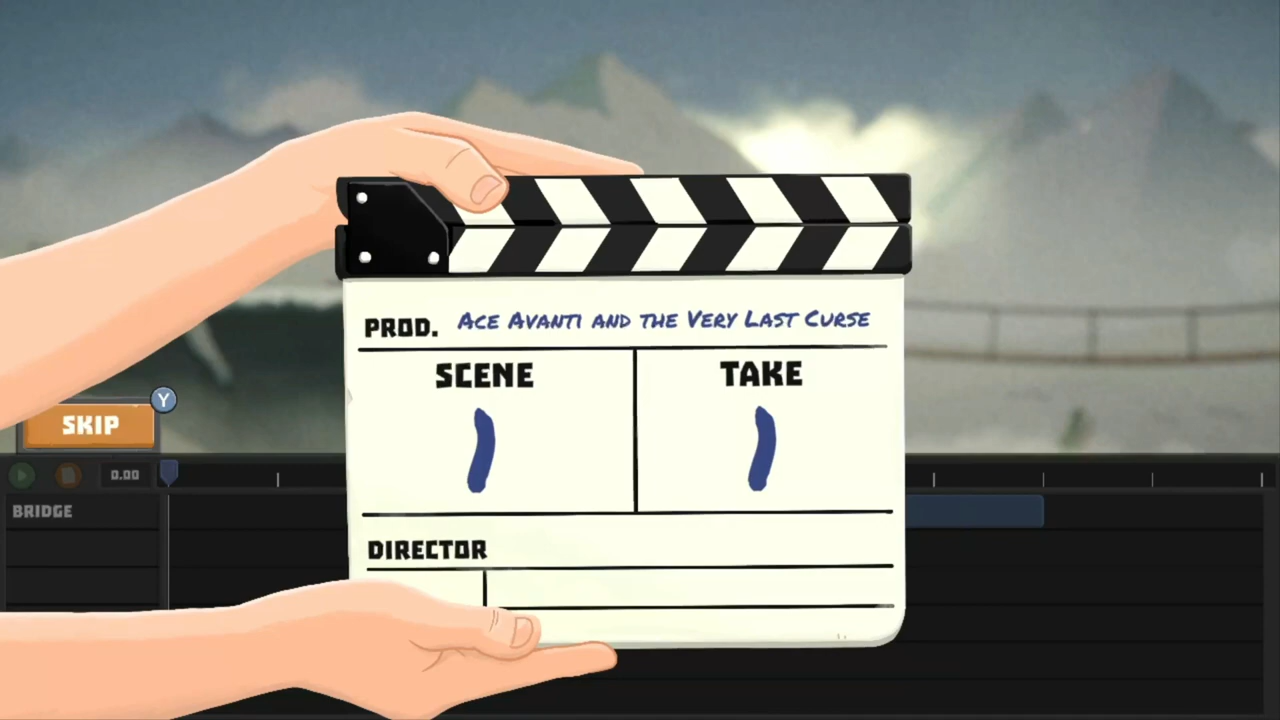 PROD. ACE AVANTI AND THE VERY LAST CURSE
SCENE TAKE
1 1
Y
SKIP
0.00
BRIDGE
DIRECTOR